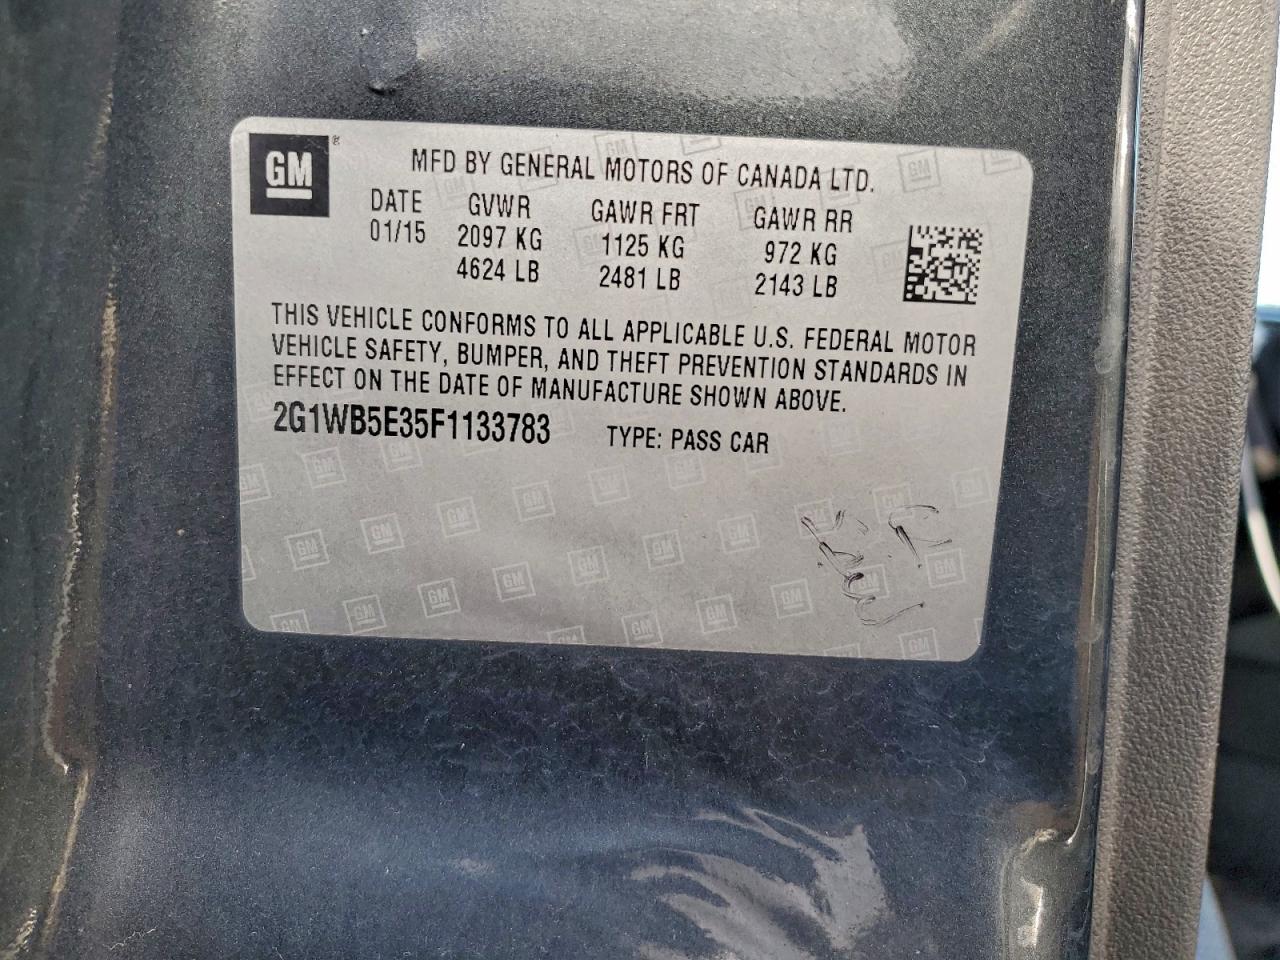 GM
MFD BY GENERAL MOTORS OF CANADA LTD.
DATE GVWR GAWR FRT GAWR RR
01/15 2097 KG 1125 KG 972 KG
4624 LB 2481 LB 2143 LB
THIS VEHICLE CONFORMS TO ALL APPLICABLE U.S. FEDERAL MOTOR
VEHICLE SAFETY, BUMPER, AND THEFT PREVENTION STANDARDS IN
EFFECT ON THE DATE OF MANUFACTURE SHOWN ABOVE.
2G1WB5E35F1133783 TYPE: PASS CAR